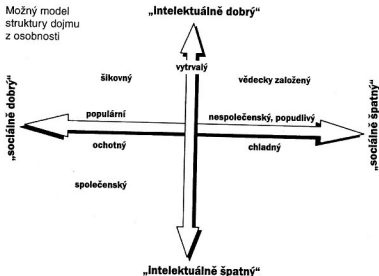 Možný model
struktury dojmu
z osobnosti
„intelektuálně dobrý“
vytrvalý
šikovný
vědecky založený
populární
nespolečenský, popudlivý
„sociálně dobrý“
„sociálně špatný“
ochotný
chladný
společenský
„intelektuálně špatný“